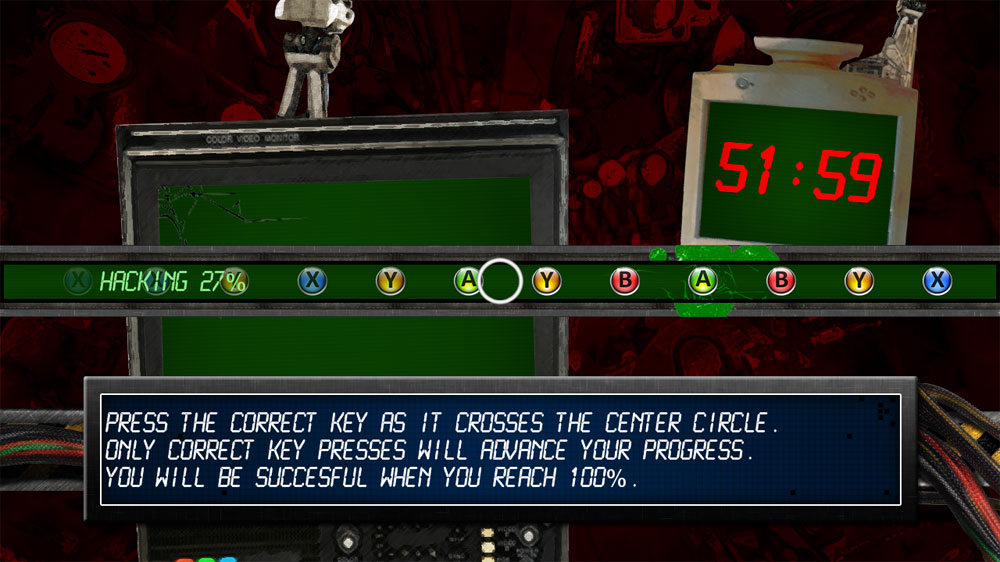 COLOR VIDEO MONITOR
51:59
X HACKING 27% X Y A Y B A B Y X
PRESS THE CORRECT KEY AS IT CROSSES THE CENTER CIRCLE.
ONLY CORRECT KEY PRESSES WILL ADVANCE YOUR PROGRESS.
YOU WILL BE SUCCESFUL WHEN YOU REACH 100%.